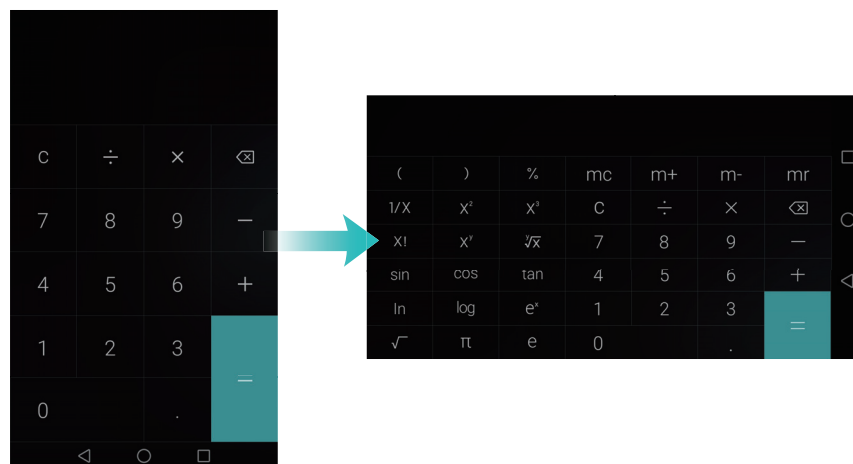 C ÷ × ⌫
7 8 9 −
4 5 6 +
1 2 3
=
0 .
( ) % mc m+ m- mr
1/X X² X³ C ÷ × ⌫
X! Xʸ ʸ√x 7 8 9 −
sin cos tan 4 5 6 +
ln log eˣ 1 2 3
=
√ π e 0 .